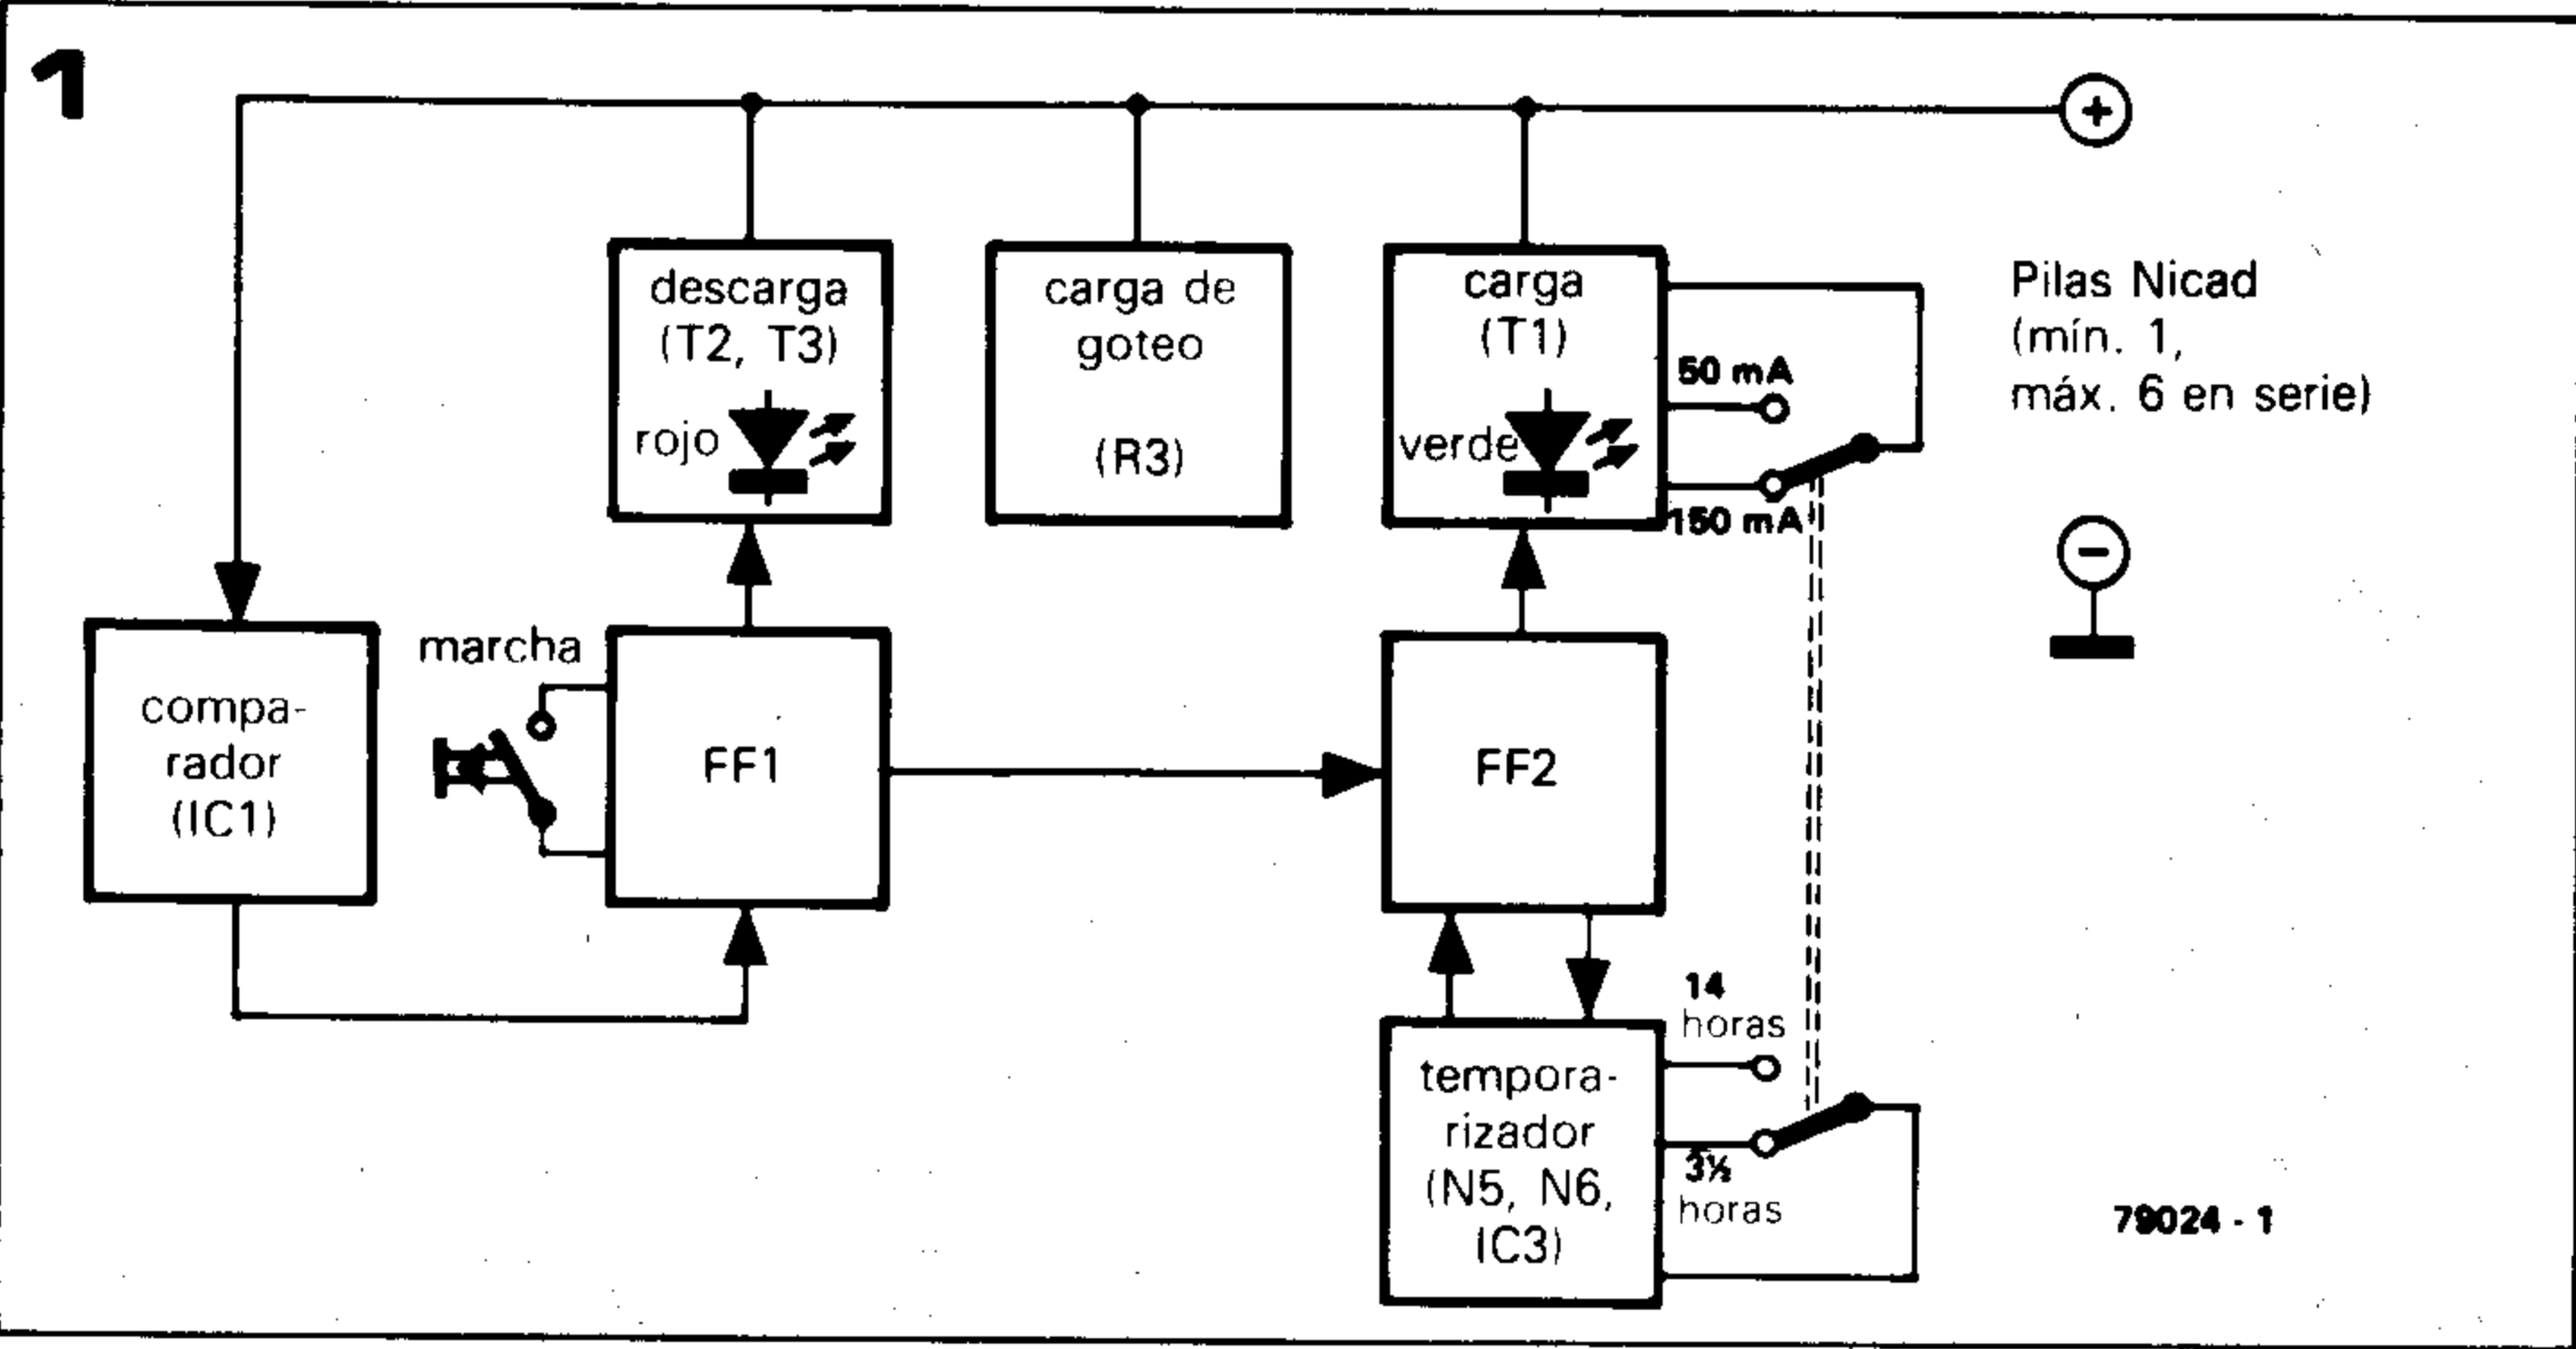 1
+
descarga
(T2, T3)
rojo
carga de
goteo
(R3)
carga
(T1)
verde
50 mA
150 mA
Pilas Nicad
(mín. 1,
máx. 6 en serie)
−
compa-
rador
(IC1)
marcha
FF1
FF2
14
horas
tempora-
rizador
(N5, N6,
IC3)
3½
horas
79024 - 1